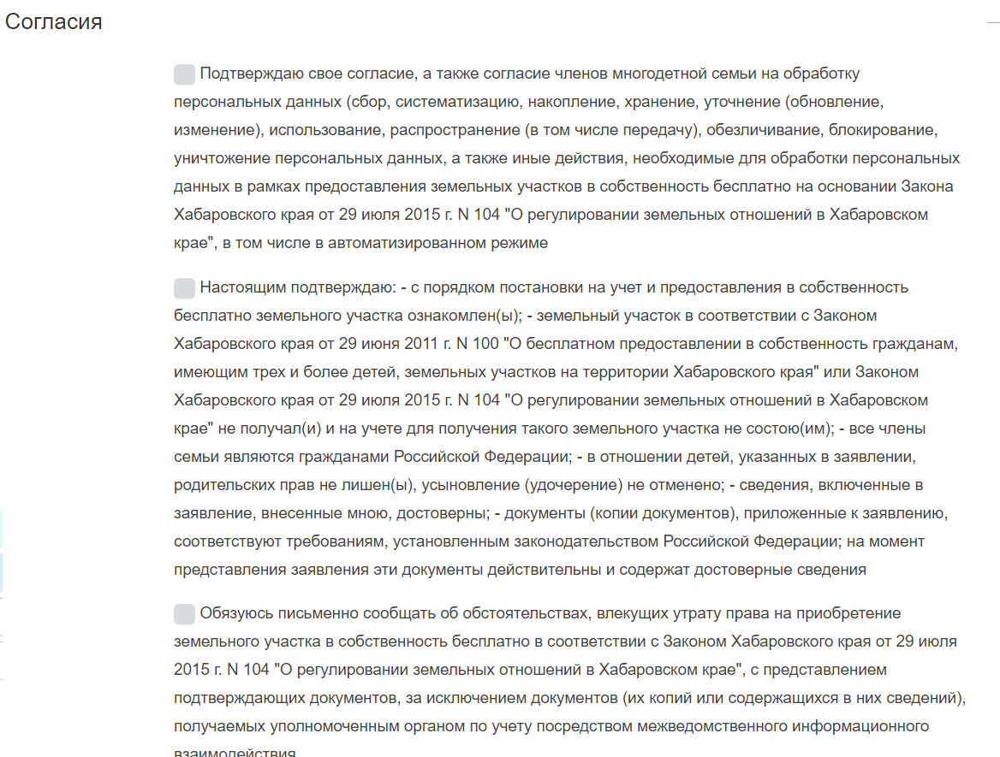 Согласия
Подтверждаю свое согласие, а также согласие членов многодетной семьи на обработку
персональных данных (сбор, систематизацию, накопление, хранение, уточнение (обновление,
изменение), использование, распространение (в том числе передачу), обезличивание, блокирование,
уничтожение персональных данных, а также иные действия, необходимые для обработки персональных
данных в рамках предоставления земельных участков в собственность бесплатно на основании Закона
Хабаровского края от 29 июля 2015 г. N 104 "О регулировании земельных отношений в Хабаровском
крае", в том числе в автоматизированном режиме
Настоящим подтверждаю: - с порядком постановки на учет и предоставления в собственность
бесплатно земельного участка ознакомлен(ы); - земельный участок в соответствии с Законом
Хабаровского края от 29 июня 2011 г. N 100 "О бесплатном предоставлении в собственность гражданам,
имеющим трех и более детей, земельных участков на территории Хабаровского края" или Законом
Хабаровского края от 29 июля 2015 г. N 104 "О регулировании земельных отношений в Хабаровском
крае" не получал(и) и на учете для получения такого земельного участка не состою(им); - все члены
семьи являются гражданами Российской Федерации; - в отношении детей, указанных в заявлении,
родительских прав не лишен(ы), усыновление (удочерение) не отменено; - сведения, включенные в
заявление, внесенные мною, достоверны; - документы (копии документов), приложенные к заявлению,
соответствуют требованиям, установленным законодательством Российской Федерации; на момент
представления заявления эти документы действительны и содержат достоверные сведения
Обязуюсь письменно сообщать об обстоятельствах, влекущих утрату права на приобретение
земельного участка в собственность бесплатно в соответствии с Законом Хабаровского края от 29 июля
2015 г. N 104 "О регулировании земельных отношений в Хабаровском крае", с представлением
подтверждающих документов, за исключением документов (их копий или содержащихся в них сведений),
получаемых уполномоченным органом по учету посредством межведомственного информационного
взаимодействия